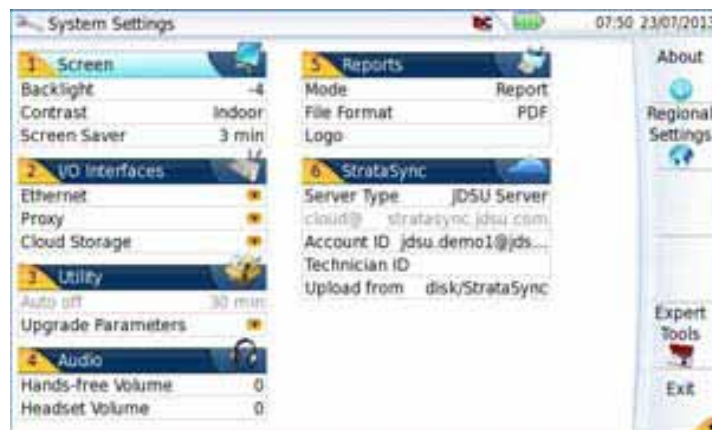 System Settings
07:50 23/07/2013
1 Screen
Backlight -4
Contrast Indoor
Screen Saver 3 min
2 I/O Interfaces
Ethernet
Proxy
Cloud Storage
3 Utility
Auto off 30 min
Upgrade Parameters
4 Audio
Hands-free Volume 0
Headset Volume 0
5 Reports
Mode Report
File Format PDF
Logo
6 StrataSync
Server Type JDSU Server
cloud@ stratasync.jdsu.com
Account ID jdsu.demo1@jds...
Technician ID
Upload from disk/StrataSync
About
Regional
Settings
Expert
Tools
Exit